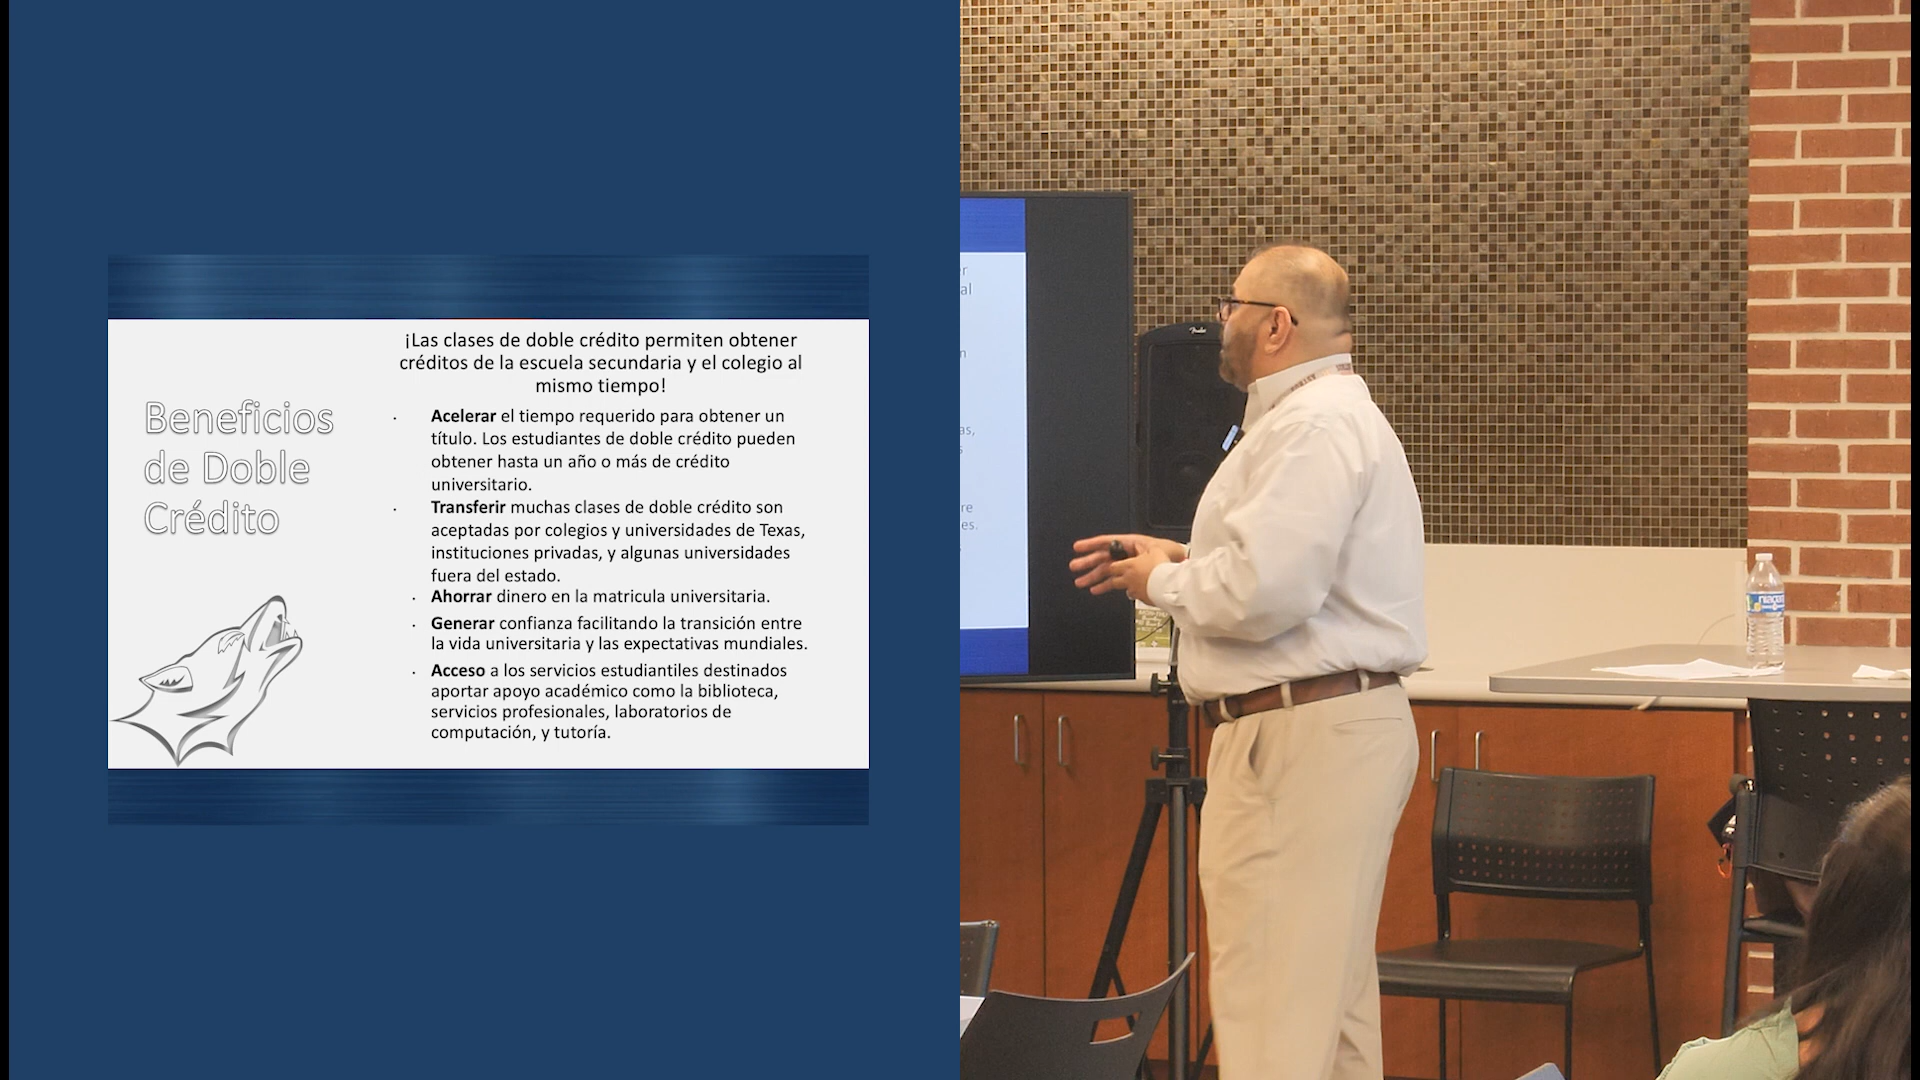 Beneficios
de Doble
Crédito
¡Las clases de doble crédito permiten obtener
créditos de la escuela secundaria y el colegio al
mismo tiempo!
· Acelerar el tiempo requerido para obtener un
título. Los estudiantes de doble crédito pueden
obtener hasta un año o más de crédito
universitario.
· Transferir muchas clases de doble crédito son
aceptadas por colegios y universidades de Texas,
instituciones privadas, y algunas universidades
fuera del estado.
· Ahorrar dinero en la matricula universitaria.
· Generar confianza facilitando la transición entre
la vida universitaria y las expectativas mundiales.
· Acceso a los servicios estudiantiles destinados
aportar apoyo académico como la biblioteca,
servicios profesionales, laboratorios de
computación, y tutoría.
al
as,
re
es.
Fender